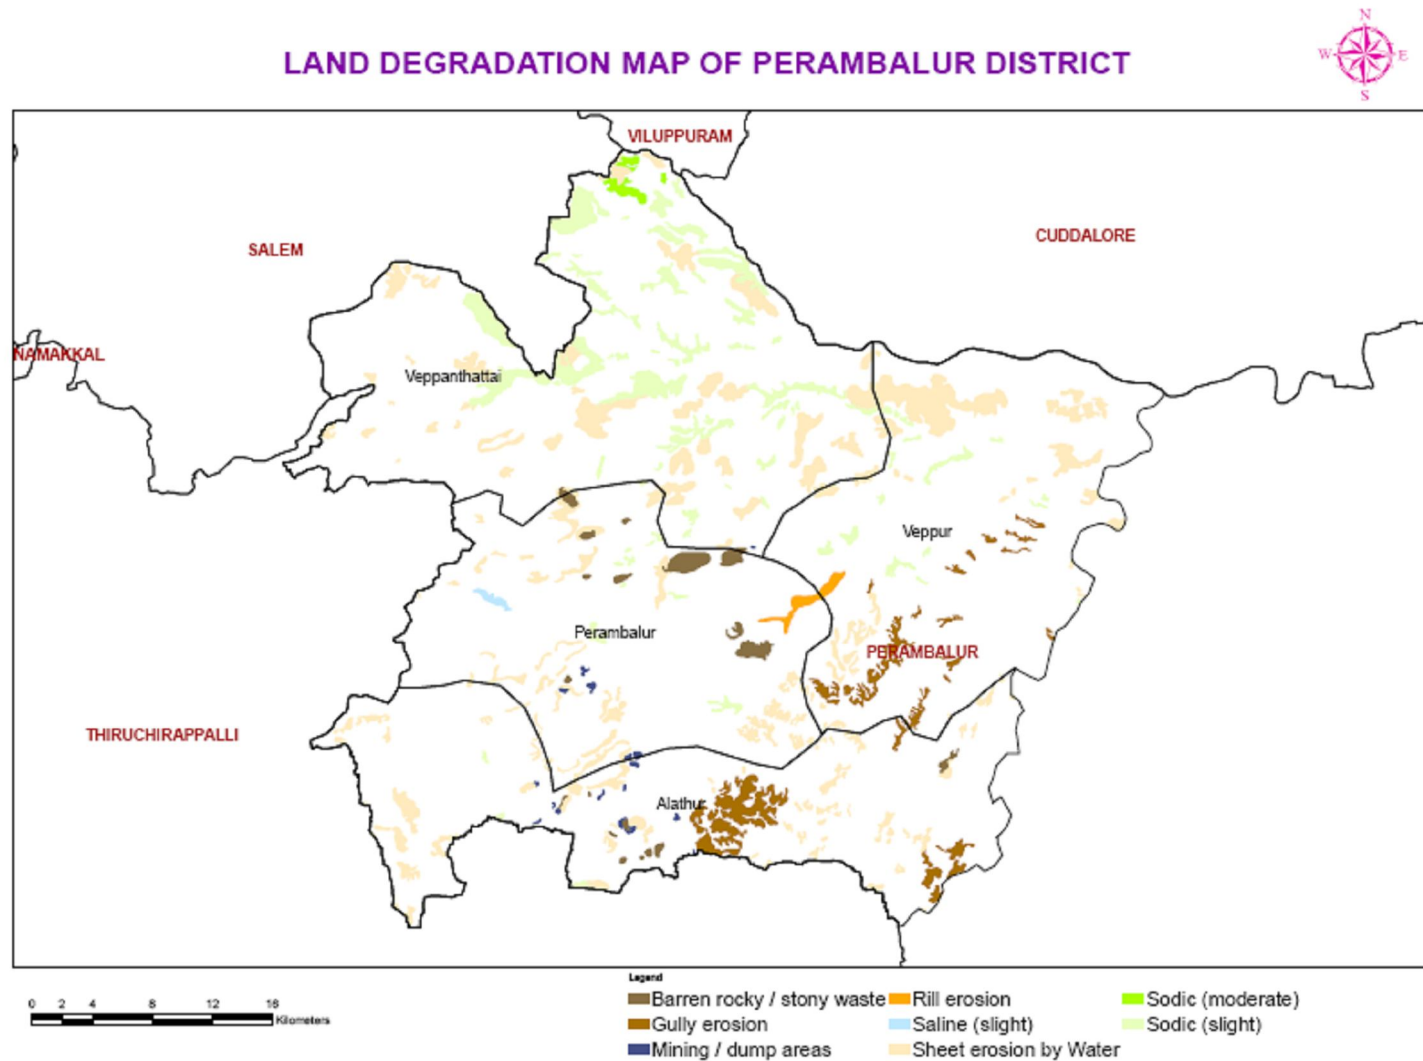 N
LAND DEGRADATION MAP OF PERAMBALUR DISTRICT
W E
S
VILUPPURAM
SALEM
CUDDALORE
NAMAKKAL
Veppanthattai
Veppur
Perambalur
PERAMBALUR
THIRUCHIRAPPALLI
Alathur
Legend
0 2 4 8 12 16
Kilometers
Barren rocky / stony waste
Rill erosion
Sodic (moderate)
Gully erosion
Saline (slight)
Sodic (slight)
Mining / dump areas
Sheet erosion by Water